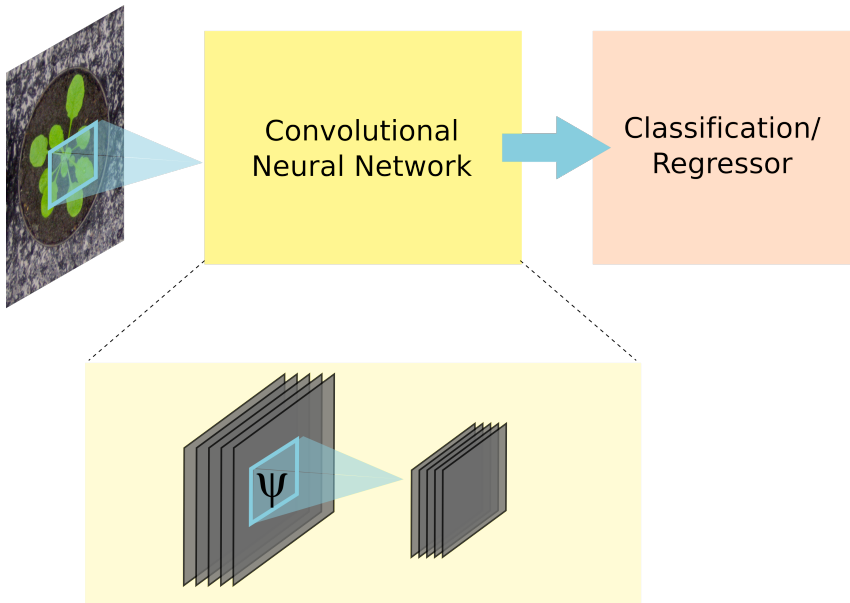 Convolutional
Neural Network
Classification/
Regressor
ψ